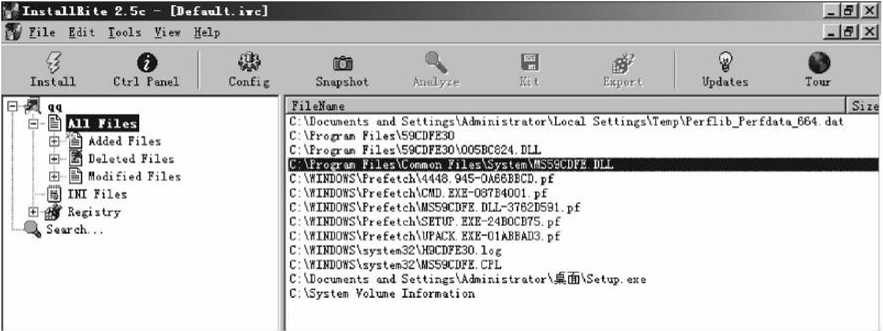 InstallRite 2.5c - [Default.iwc]
File Edit Tools View Help
Install Ctrl Panel Config Snapshot Analyze Kit Export Updates Tour
qq
All Files
Added Files
Deleted Files
Modified Files
INI Files
Registry
Search...
FileName Size
C:\Documents and Settings\Administrator\Local Settings\Temp\Perflib_Perfdata_664.dat
C:\Program Files\59CDFE30
C:\Program Files\59CDFE30\005BC824.DLL
C:\Program Files\Common Files\System\MS59CDFE.DLL
C:\WINDOWS\Prefetch\4448.945-0A66BBCD.pf
C:\WINDOWS\Prefetch\CMD.EXE-087B4001.pf
C:\WINDOWS\Prefetch\MS59CDFE.DLL-3762D591.pf
C:\WINDOWS\Prefetch\SETUP.EXE-24B0CB75.pf
C:\WINDOWS\Prefetch\UPACK.EXE-01ABBAD3.pf
C:\WINDOWS\system32\H9CDFE30.log
C:\WINDOWS\system32\MS59CDFE.CPL
C:\Documents and Settings\Administrator\桌面\Setup.exe
C:\System Volume Information